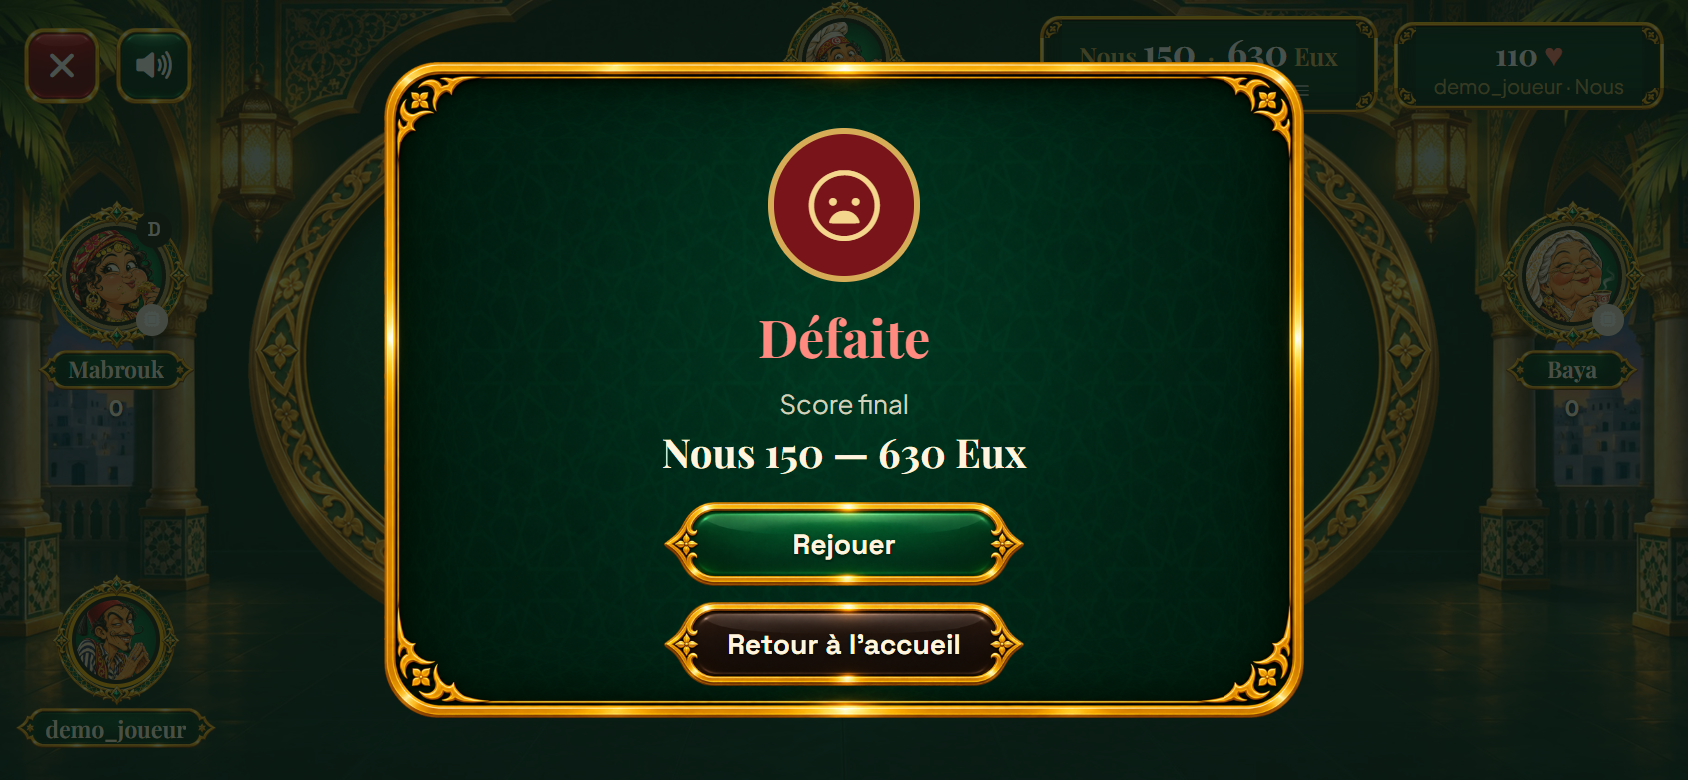 Nous 150 · 630 Eux
110 ♥
demo_joueur · Nous
D
Mabrouk
0
Baya
0
Défaite
Score final
Nous 150 — 630 Eux
Rejouer
Retour à l’accueil
demo_joueur